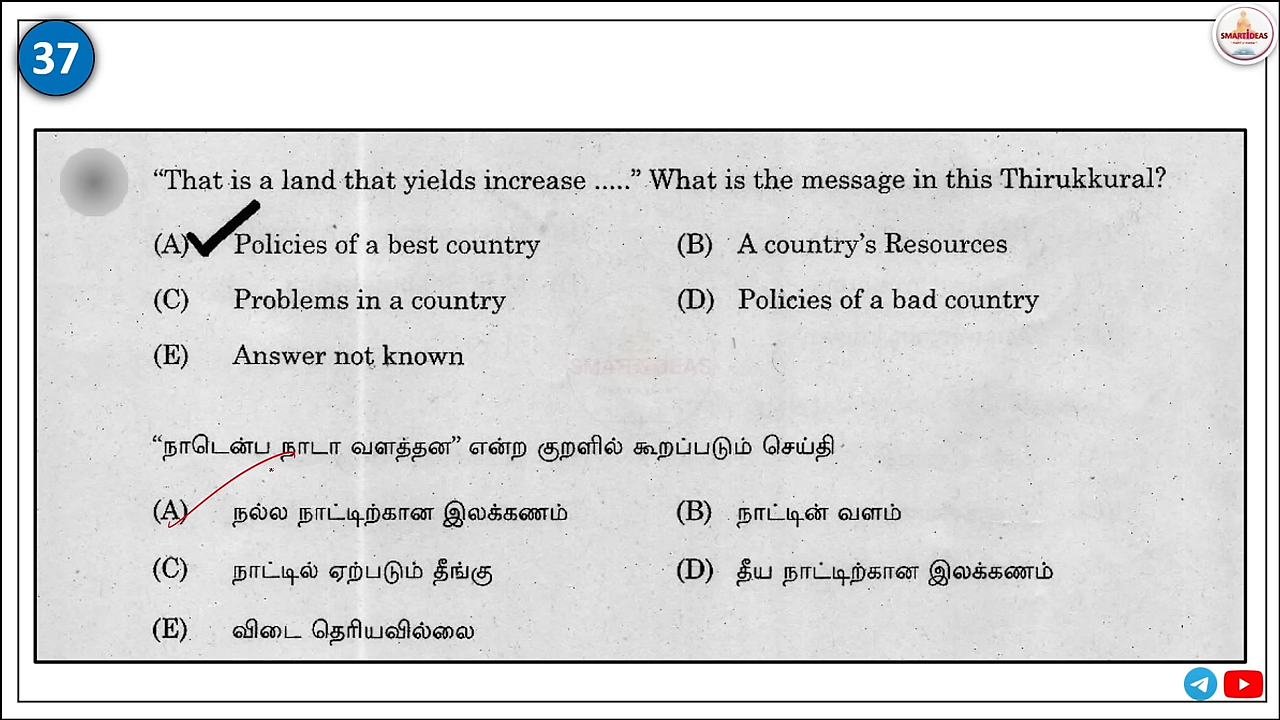 37
SMARTIDEAS
“That is a land that yields increase .....” What is the message in this Thirukkural?
(A) Policies of a best country
(B) A country’s Resources
(C) Problems in a country
(D) Policies of a bad country
(E) Answer not known
SMARTIDEAS
“நாடென்ப நாடா வளத்தன” என்ற குறளில் கூறப்படும் செய்தி
(A) நல்ல நாட்டிற்கான இலக்கணம்
(B) நாட்டின் வளம்
(C) நாட்டில் ஏற்படும் தீங்கு
(D) தீய நாட்டிற்கான இலக்கணம்
(E) விடை தெரியவில்லை